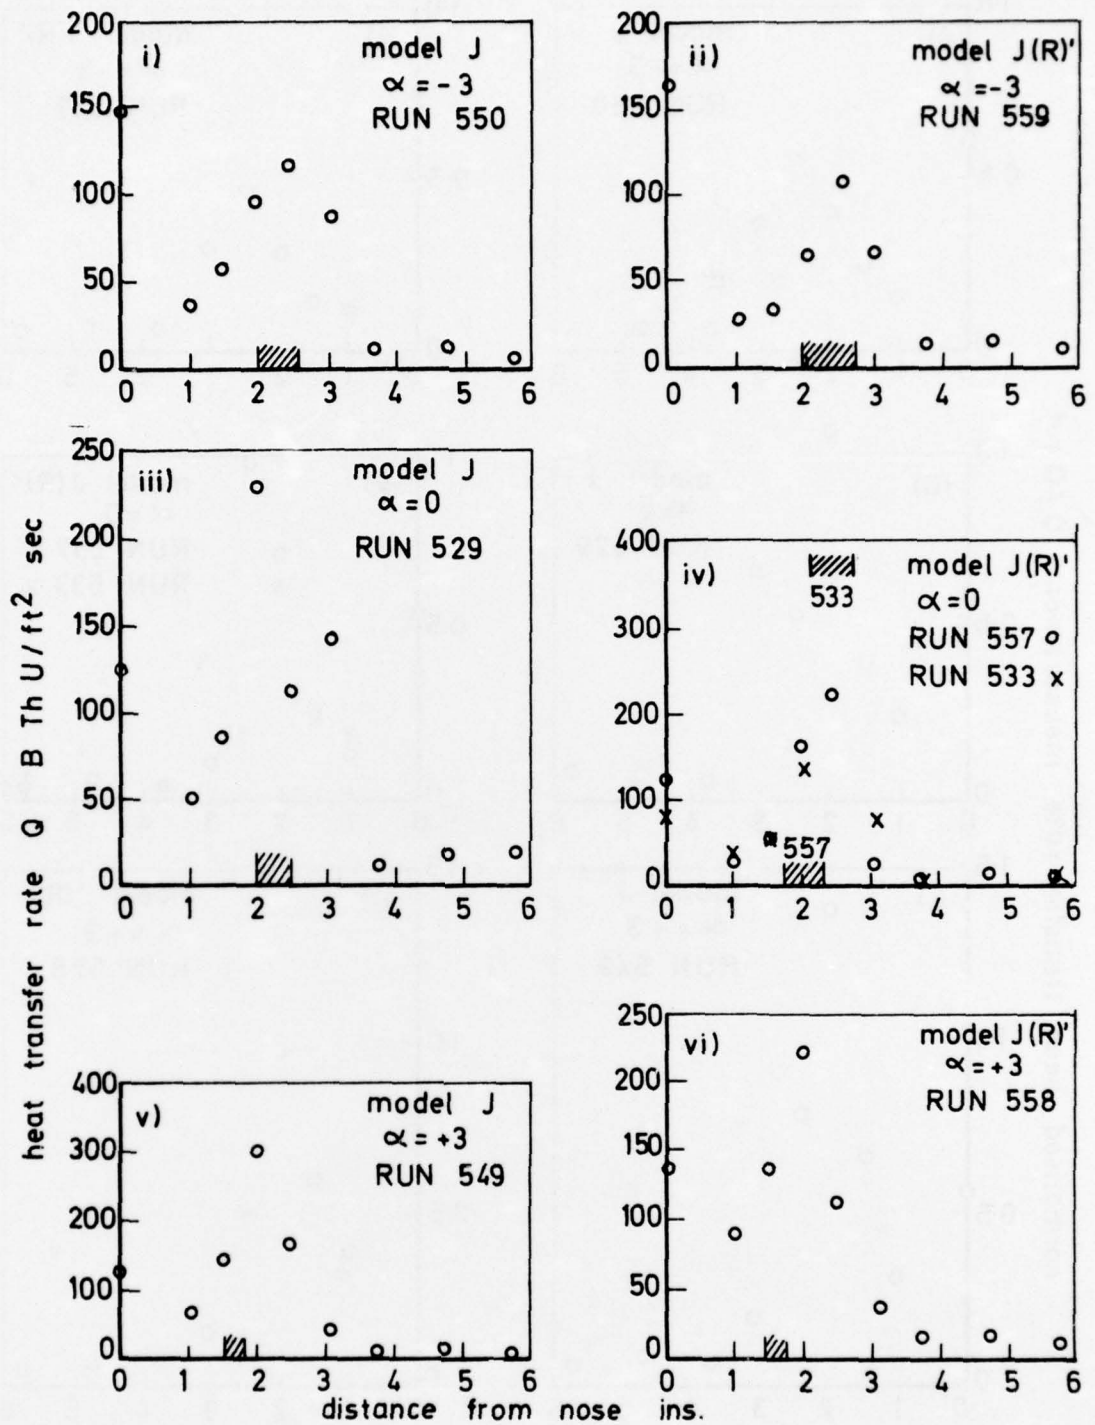 i)
model J
∝ = -3
RUN 550
200
150
100
50
0
0 1 2 3 4 5 6
ii)
model J(R)'
∝ = -3
RUN 559
200
150
100
50
0
0 1 2 3 4 5 6
iii)
model J
∝ = 0
RUN 529
250
200
150
100
50
0
0 1 2 3 4 5 6
iv)
533
model J(R)'
∝ = 0
RUN 557 o
RUN 533 x
557
400
300
200
100
0
0 1 2 3 4 5 6
v)
model J
∝ = +3
RUN 549
400
300
200
100
0
0 1 2 3 4 5 6
vi)
model J(R)'
∝ = +3
RUN 558
250
200
150
100
50
0
0 1 2 3 4 5 6
heat transfer rate Q B Th U / ft² sec
distance from nose ins.